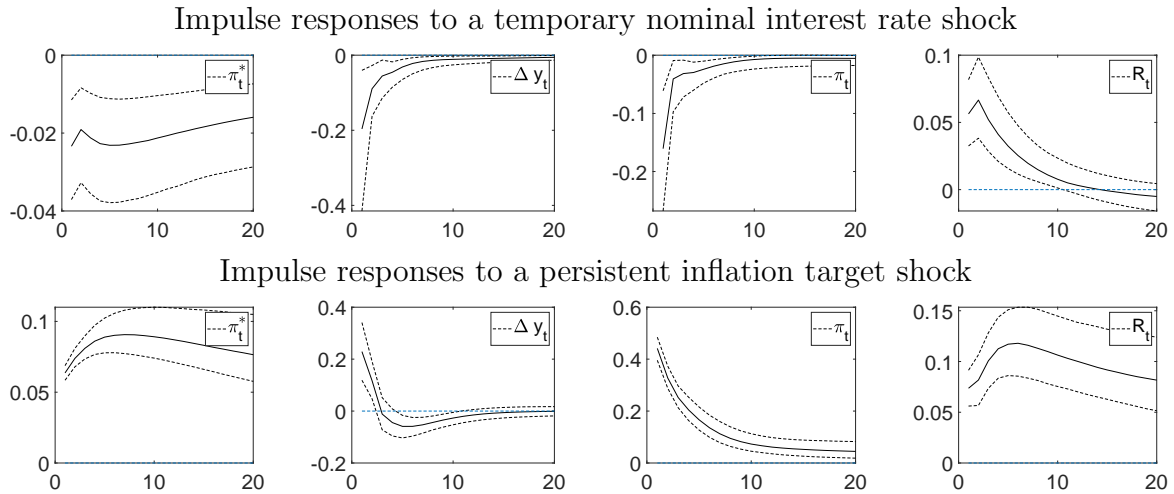 Impulse responses to a temporary nominal interest rate shock
0 -0.02 -0.04 0 10 20 π*t
0 -0.2 -0.4 0 10 20 Δ yt
0 -0.1 -0.2 0 10 20 πt
0.1 0.05 0 0 10 20 Rt
Impulse responses to a persistent inflation target shock
0.1 0.05 0 0 10 20 π*t
0.4 0.2 0 -0.2 0 10 20 Δ yt
0.6 0.4 0.2 0 0 10 20 πt
0.15 0.1 0.05 0 0 10 20 Rt